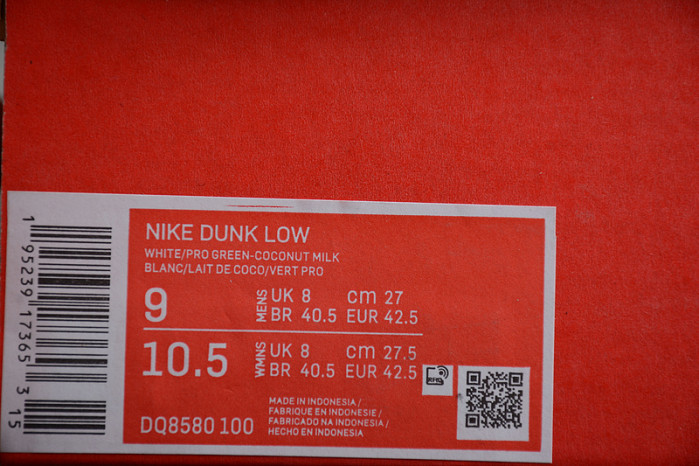 NIKE DUNK LOW
WHITE/PRO GREEN-COCONUT MILK
BLANC/LAIT DE COCO/VERT PRO
9 MENS UK 8 cm 27
BR 40.5 EUR 42.5
10.5 WMNS UK 8 cm 27.5
BR 40.5 EUR 42.5
MADE IN INDONESIA/
FABRIQUE EN INDONESIE/
FABRICADO NA INDONESIA/
HECHO EN INDONESIA
DQ8580 100
1 95239 17365 3 15